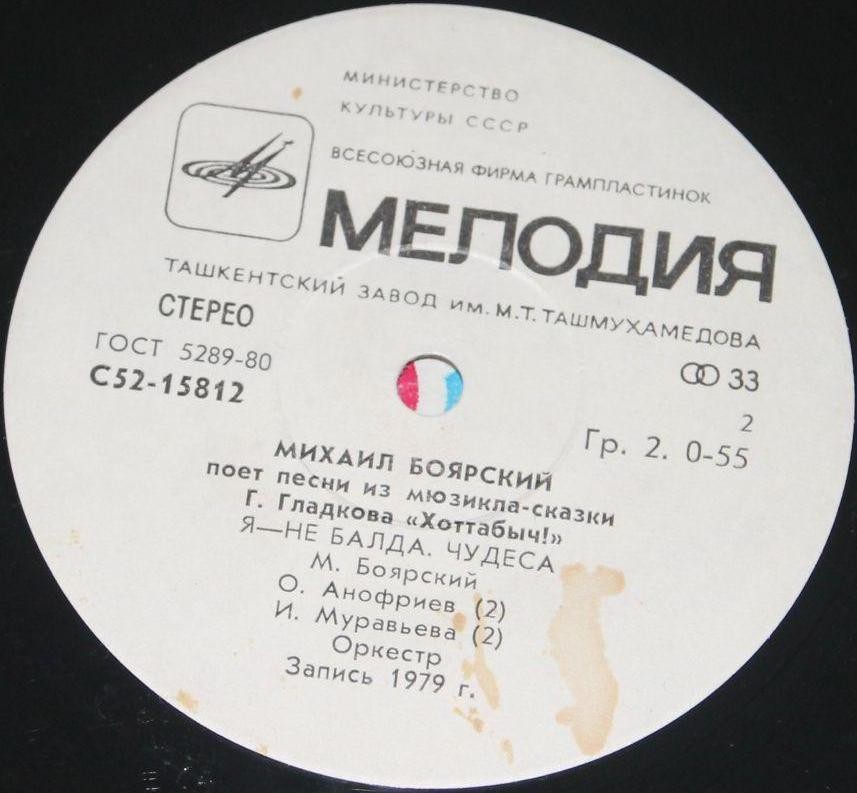 МИНИСТЕРСТВО
КУЛЬТУРЫ СССР
ВСЕСОЮЗНАЯ ФИРМА ГРАМПЛАСТИНОК
МЕЛОДИЯ
ТАШКЕНТСКИЙ ЗАВОД ИМ. М.Т. ТАШМУХАМЕДОВА
СТЕРЕО
ГОСТ 5289-80
С52-15812
33
2
Гр. 2. 0-55
МИХАИЛ БОЯРСКИЙ
поет песни из мюзикла-сказки
Г. Гладкова «Хоттабыч!»
Я—НЕ БАЛДА. ЧУДЕСА
М. Боярский
О. Анофриев (2)
И. Муравьева (2)
Оркестр
Запись 1979 г.